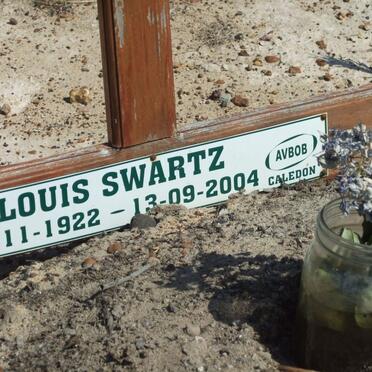 LOUIS SWARTZ
11-1922 - 13-09-2004
AVBOB
CALEDON